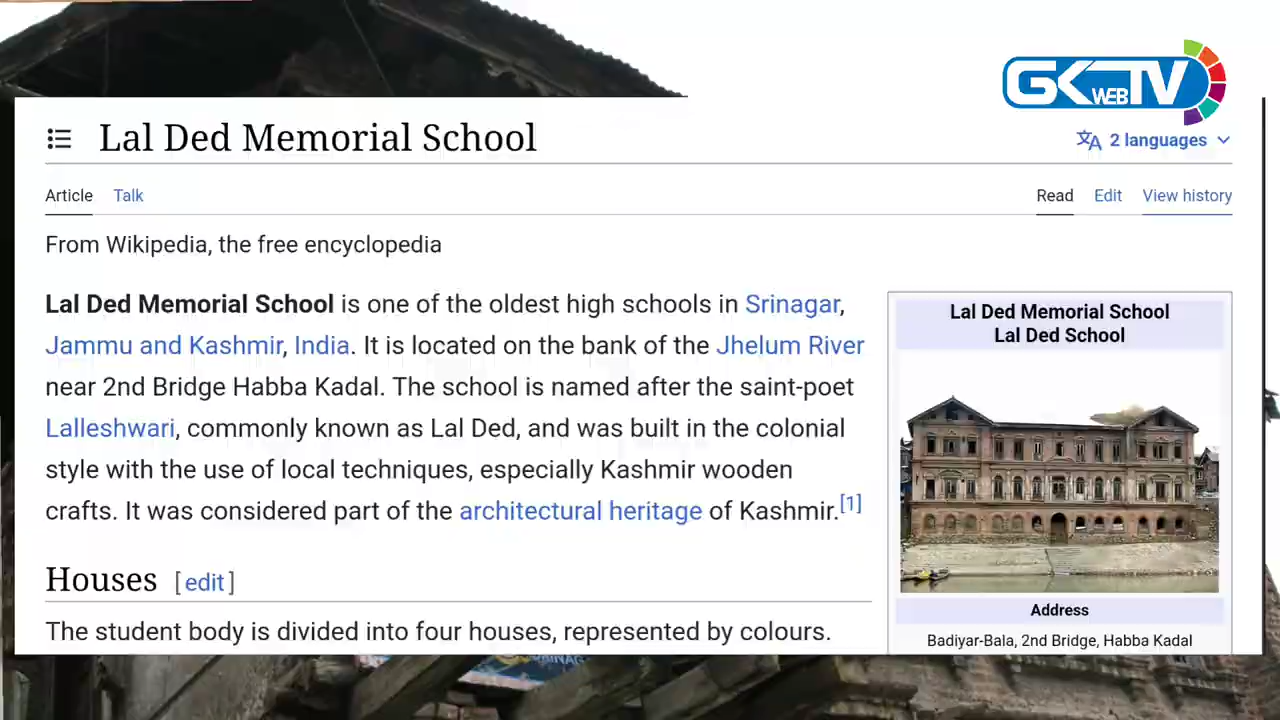 GK WEB TV
Lal Ded Memorial School
2 languages
Article Talk
Read Edit View history
From Wikipedia, the free encyclopedia
Lal Ded Memorial School is one of the oldest high schools in Srinagar,
Jammu and Kashmir, India. It is located on the bank of the Jhelum River
near 2nd Bridge Habba Kadal. The school is named after the saint-poet
Lalleshwari, commonly known as Lal Ded, and was built in the colonial
style with the use of local techniques, especially Kashmir wooden
crafts. It was considered part of the architectural heritage of Kashmir.[1]
Houses [edit]
The student body is divided into four houses, represented by colours.
Lal Ded Memorial School
Lal Ded School
Address
Badiyar-Bala, 2nd Bridge, Habba Kadal